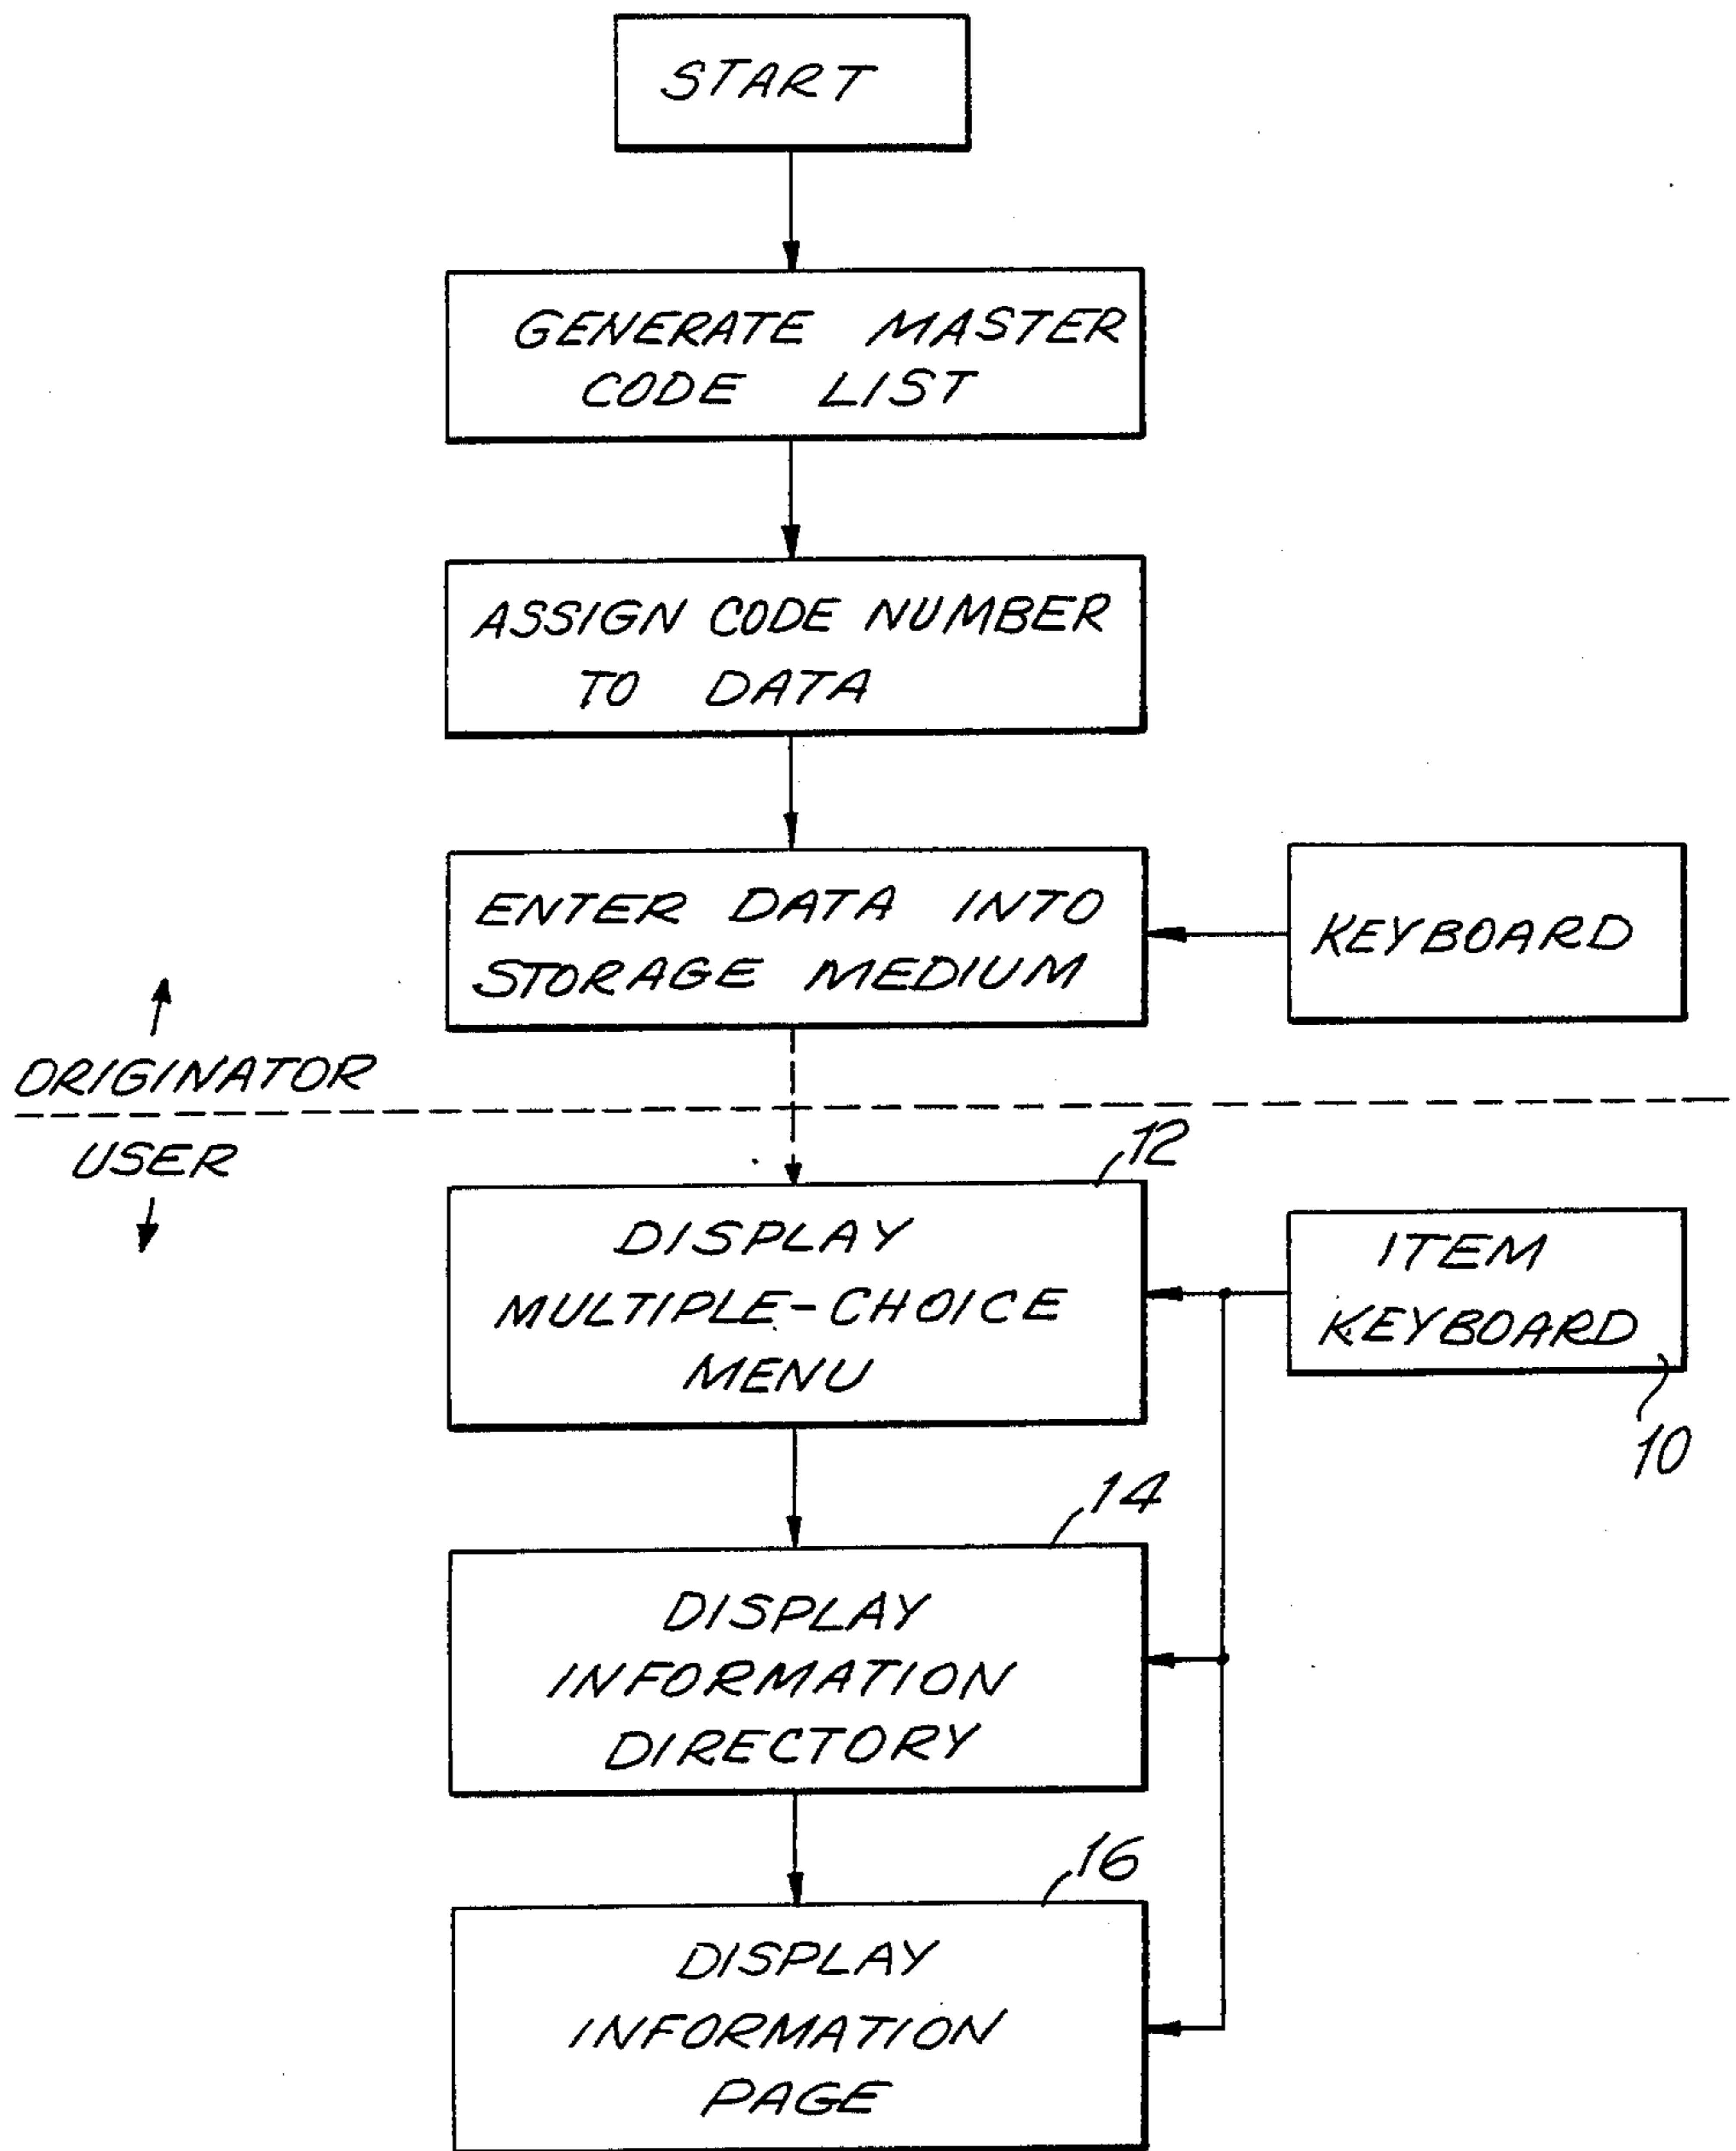 START
GENERATE MASTER
CODE LIST
ASSIGN CODE NUMBER
TO DATA
ENTER DATA INTO
STORAGE MEDIUM
KEYBOARD
ORIGINATOR
USER
12
DISPLAY
MULTIPLE-CHOICE
MENU
ITEM
KEYBOARD
10
14
DISPLAY
INFORMATION
DIRECTORY
16
DISPLAY
INFORMATION
PAGE